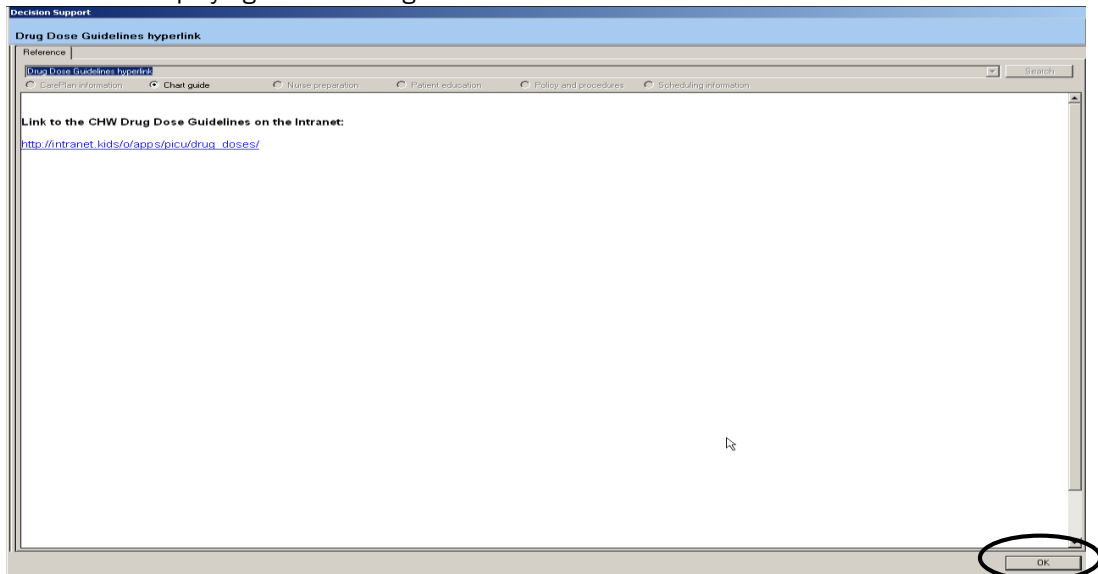 Decision Support
Drug Dose Guidelines hyperlink
Reference
Drug Dose Guidelines hyperlink Search
CarePlan information Chart guide Nurse preparation Patient education Policy and procedures Scheduling information
Link to the CHW Drug Dose Guidelines on the Intranet:
http://intranet.kids/o/apps/picu/drug_doses/
OK